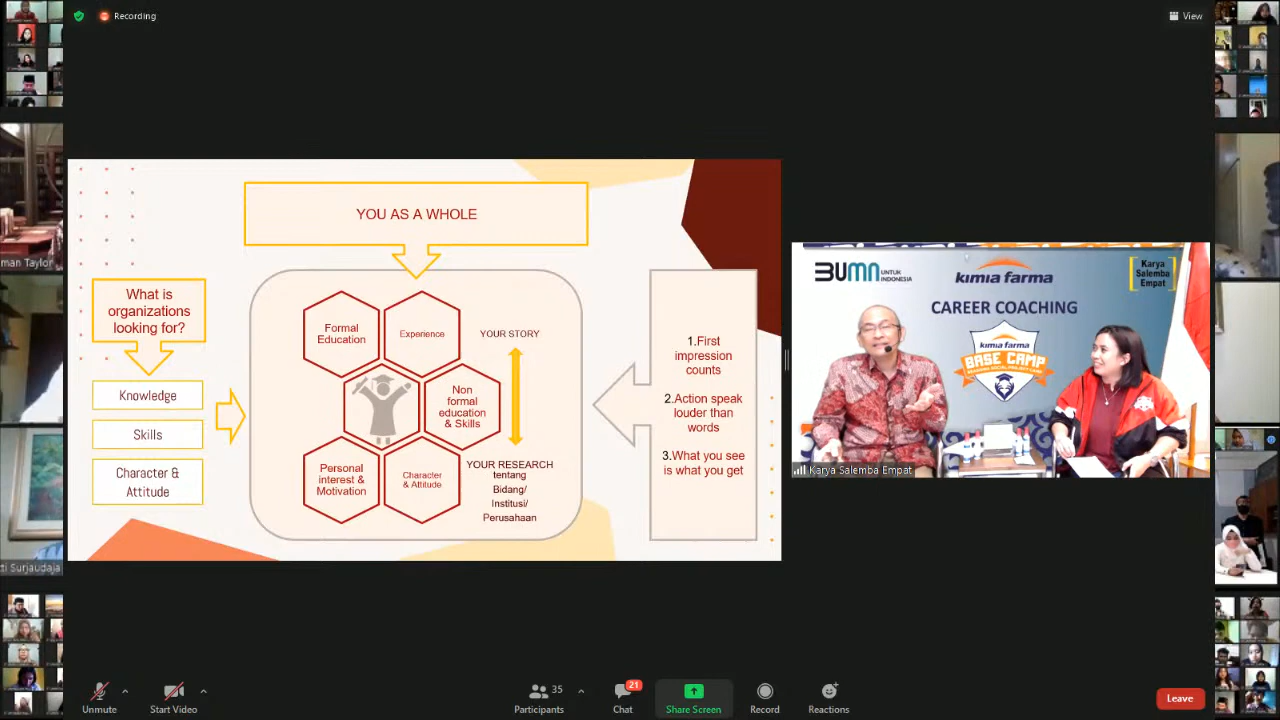 Recording
View
YOU AS A WHOLE
What is
organizations
looking for?
Knowledge
Skills
Character &
Attitude
Formal
Education
Experience
YOUR STORY
Non
formal
education
& Skills
Personal
interest &
Motivation
Character
& Attitude
YOUR RESEARCH
tentang
Bidang/
Institusi/
Perusahaan
1.First
impression
counts
2.Action speak
louder than
words
3.What you see
is what you get
BUMN UNTUK
INDONESIA
kimia farma
Karya
Salemba
Empat
CAREER COACHING
kimia farma
BASE CAMP
Karya Salemba Empat
man Taylor
ti Surjaudaja
Unmute
Start Video
Participants
35
Chat
21
Share Screen
Record
Reactions
Leave